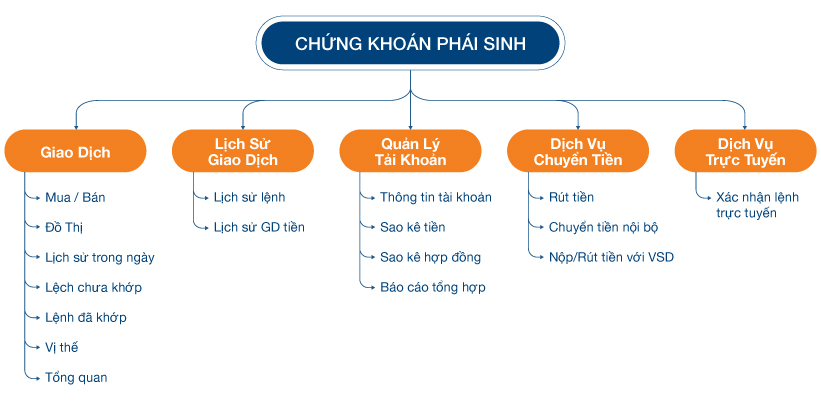 CHỨNG KHOÁN PHÁI SINH
Giao Dịch
Mua / Bán
Đồ Thị
Lịch sử trong ngày
Lệch chưa khớp
Lệnh đã khớp
Vị thế
Tổng quan
Lịch Sử
Giao Dịch
Lịch sử lệnh
Lịch sử GD tiền
Quản Lý
Tài Khoản
Thông tin tài khoản
Sao kê tiền
Sao kê hợp đồng
Báo cáo tổng hợp
Dịch Vụ
Chuyển Tiền
Rút tiền
Chuyển tiền nội bộ
Nộp/Rút tiền với VSD
Dịch Vụ
Trực Tuyến
Xác nhận lệnh
trực tuyến